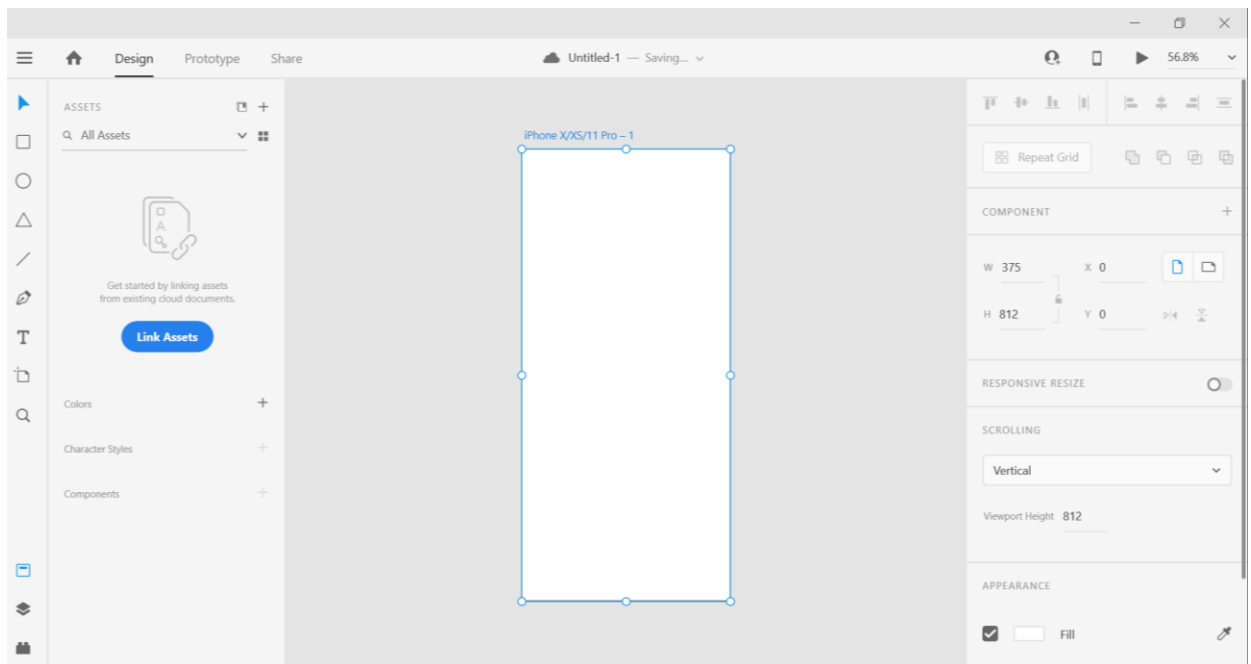 Design Prototype Share Untitled-1 — Saving... 56.8%
ASSETS
All Assets
A
Get started by linking assets
from existing cloud documents.
Link Assets
Colors
Character Styles
Components
T
iPhone X/XS/11 Pro – 1
Repeat Grid
COMPONENT
W 375 X 0
H 812 Y 0
RESPONSIVE RESIZE
SCROLLING
Vertical
Viewport Height 812
APPEARANCE
Fill